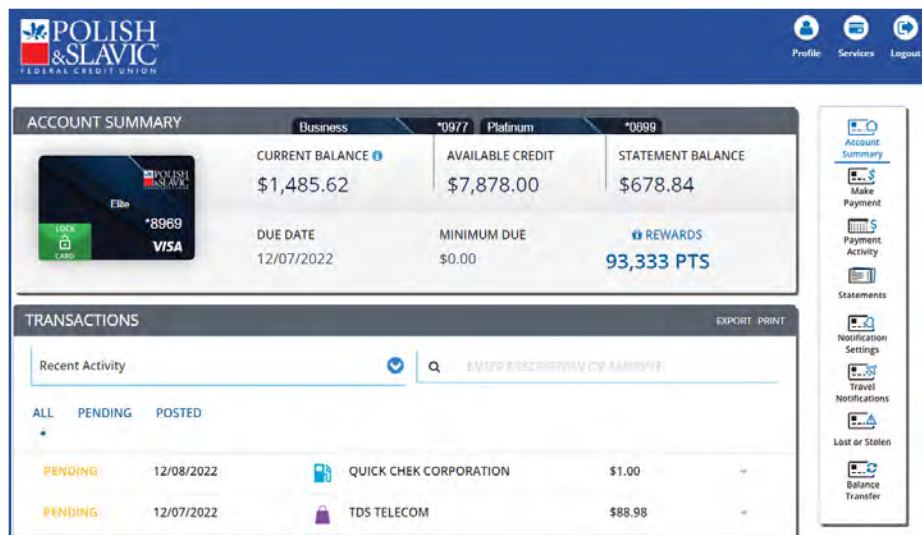 POLISH
&SLAVIC
FEDERAL CREDIT UNION
Profile Services Logout
ACCOUNT SUMMARY
Business *0977 Platinum *0699
POLISH
&SLAVIC
Elite
*8969
LOCK
CARD
VISA
CURRENT BALANCE AVAILABLE CREDIT STATEMENT BALANCE
$1,485.62 $7,878.00 $678.84
DUE DATE MINIMUM DUE REWARDS
12/07/2022 $0.00 93,333 PTS
TRANSACTIONS EXPORT PRINT
Recent Activity ENTER DESCRIPTION OR AMOUNT
ALL PENDING POSTED
PENDING 12/08/2022 QUICK CHEK CORPORATION $1.00
PENDING 12/07/2022 TDS TELECOM $88.98
Account
Summary
Make
Payment
Payment
Activity
Statements
Notification
Settings
Travel
Notifications
Lost or Stolen
Balance
Transfer